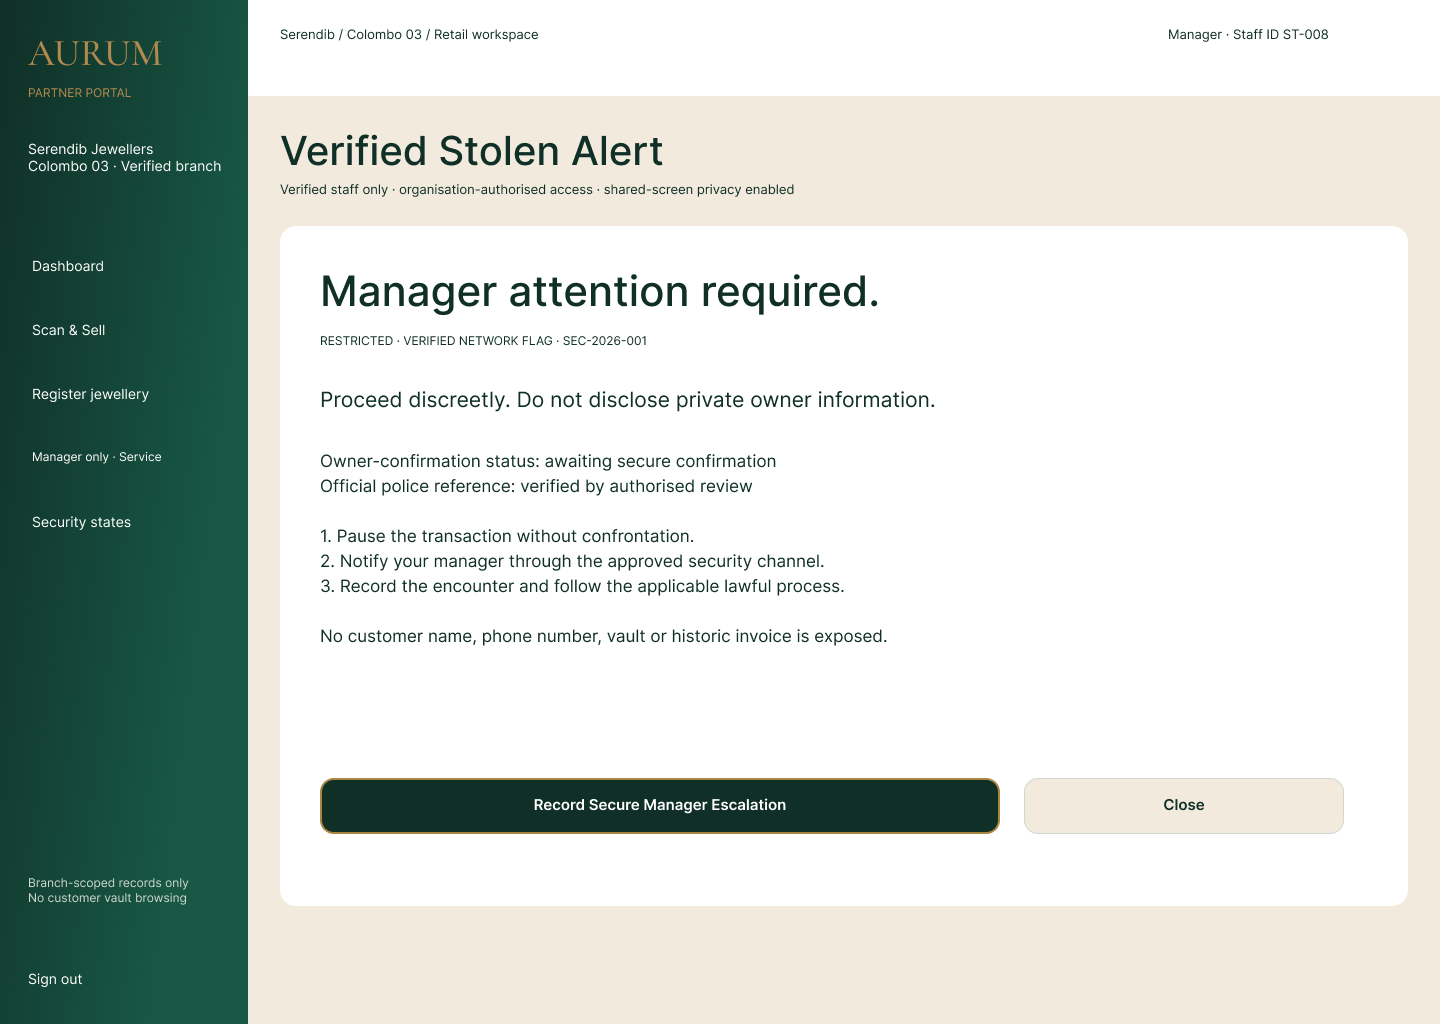 AURUM
PARTNER PORTAL
Serendib Jewellers
Colombo 03 · Verified branch
Dashboard
Scan & Sell
Register jewellery
Manager only · Service
Security states
Branch-scoped records only
No customer vault browsing
Sign out
Serendib / Colombo 03 / Retail workspace
Manager · Staff ID ST-008
Verified Stolen Alert
Verified staff only · organisation-authorised access · shared-screen privacy enabled
Manager attention required.
RESTRICTED · VERIFIED NETWORK FLAG · SEC-2026-001
Proceed discreetly. Do not disclose private owner information.
Owner-confirmation status: awaiting secure confirmation
Official police reference: verified by authorised review
1. Pause the transaction without confrontation.
2. Notify your manager through the approved security channel.
3. Record the encounter and follow the applicable lawful process.
No customer name, phone number, vault or historic invoice is exposed.
Record Secure Manager Escalation
Close